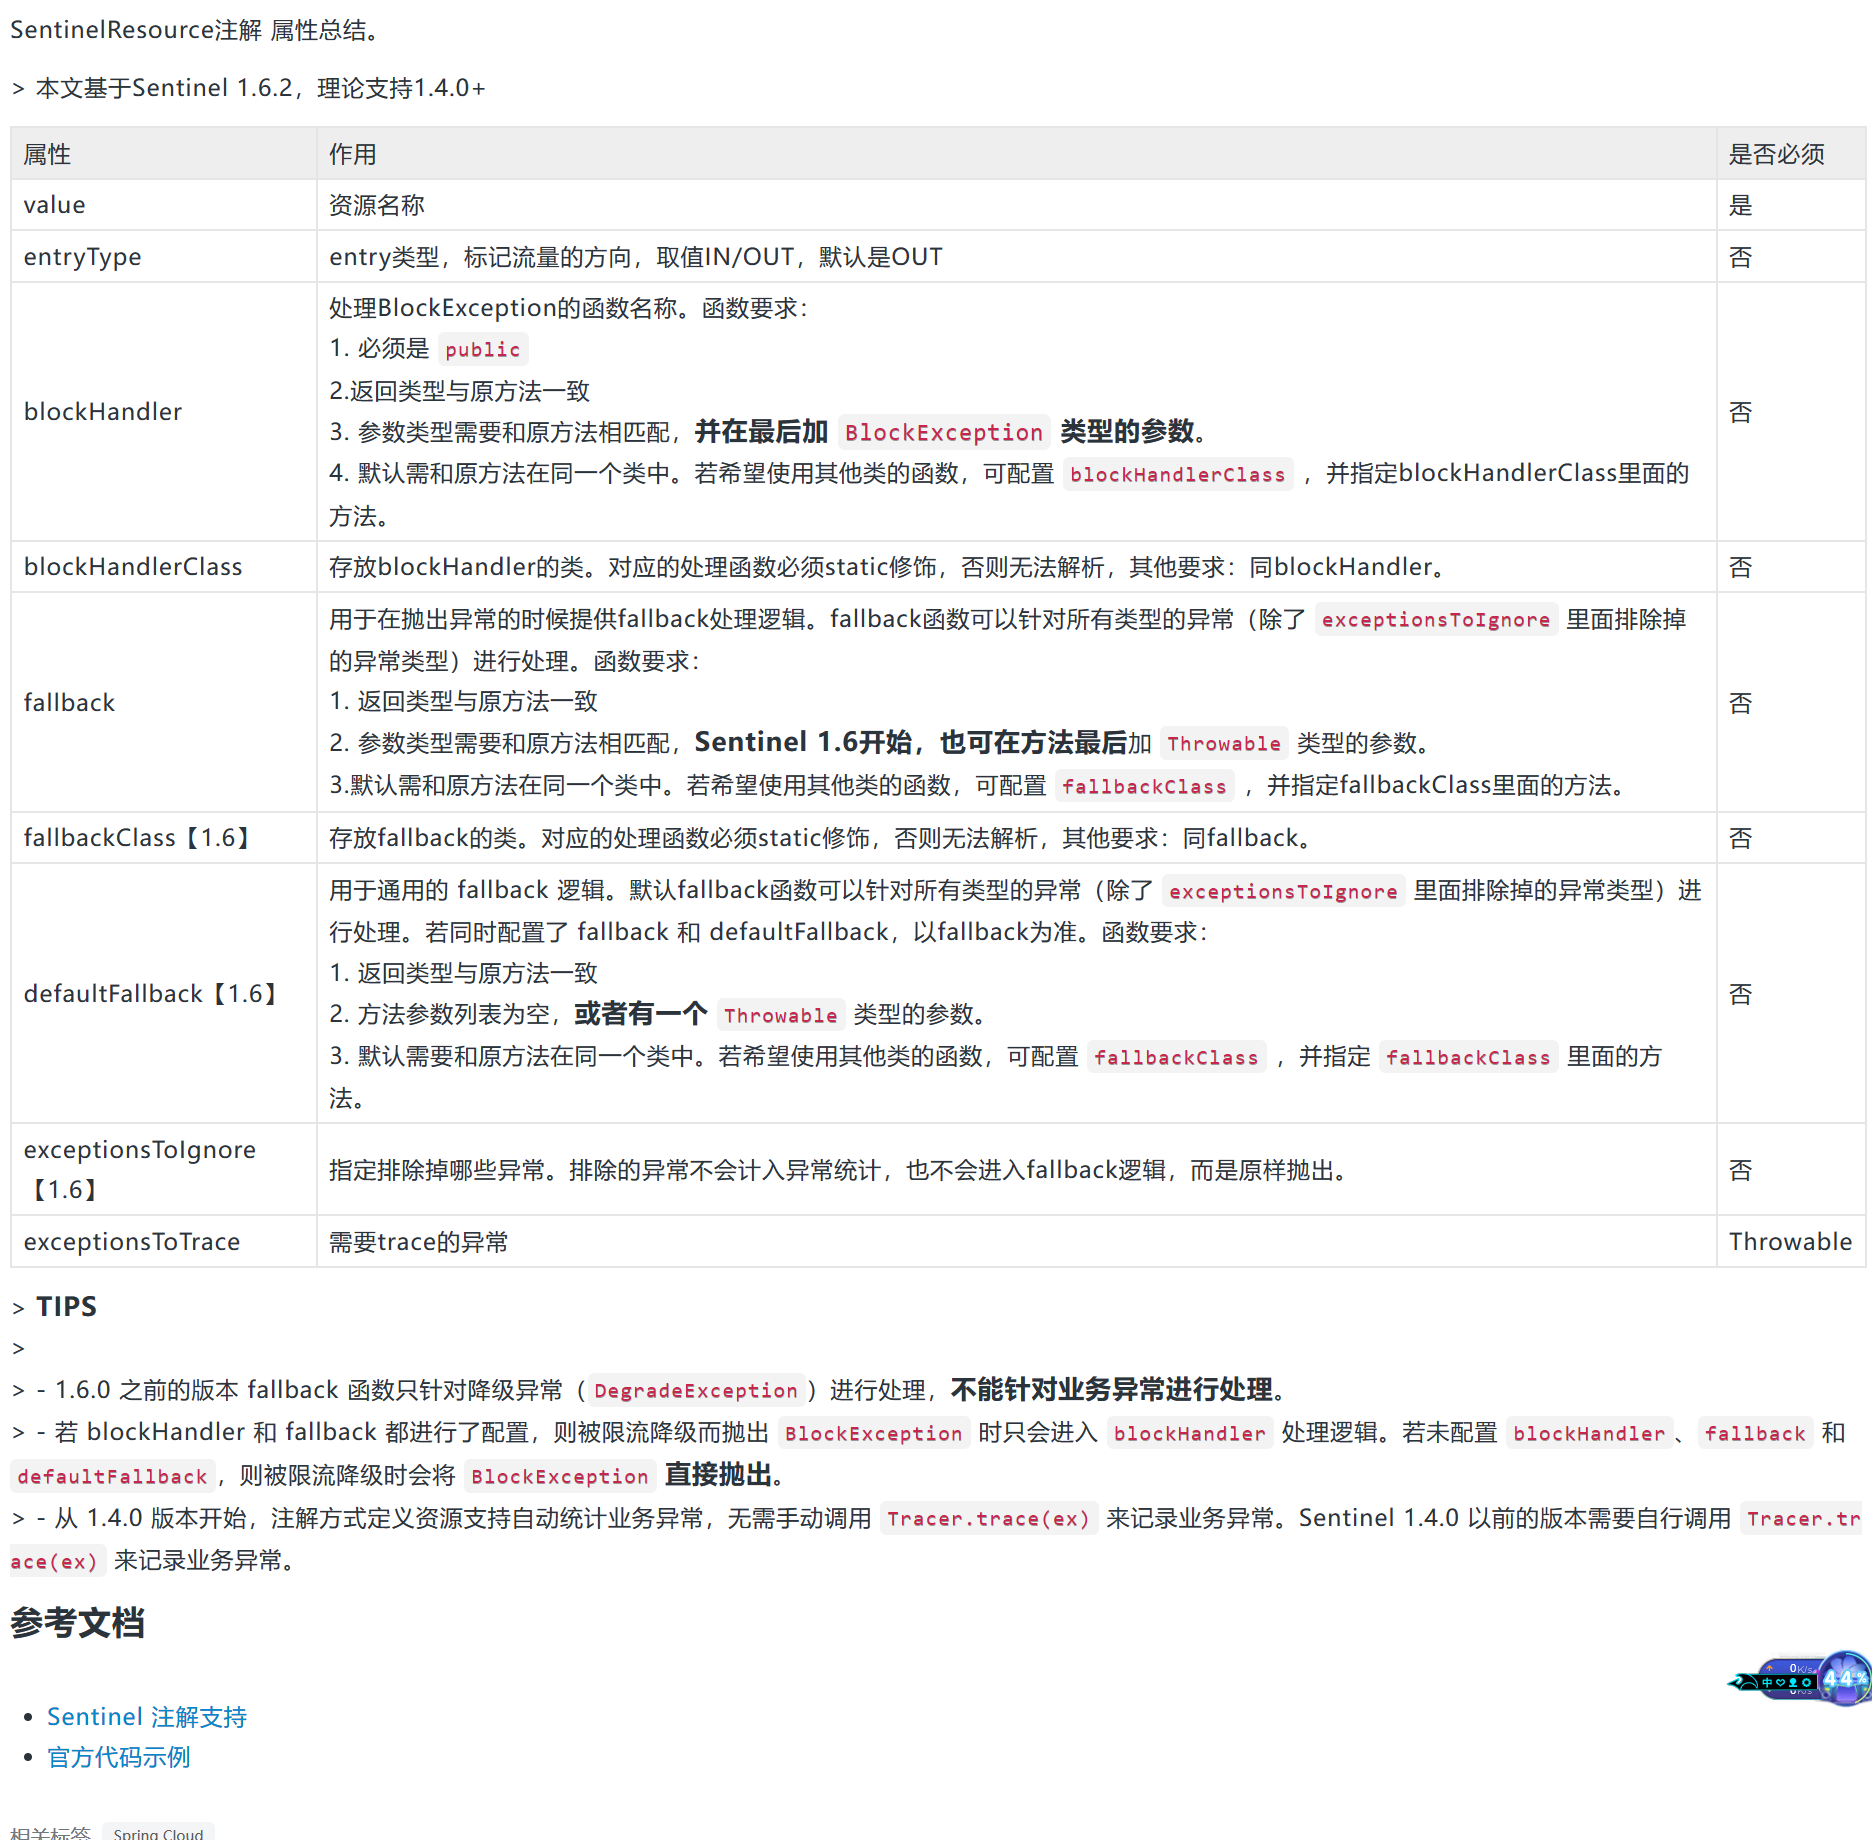 SentinelResource注解 属性总结。
> 本文基于Sentinel 1.6.2，理论支持1.4.0+
属性 作用 是否必须
value 资源名称 是
entryType entry类型，标记流量的方向，取值IN/OUT，默认是OUT 否
blockHandler 处理BlockException的函数名称。函数要求：
1. 必须是 public
2.返回类型与原方法一致
3. 参数类型需要和原方法相匹配，并在最后加 BlockException 类型的参数。
4. 默认需和原方法在同一个类中。若希望使用其他类的函数，可配置 blockHandlerClass ，并指定blockHandlerClass里面的
方法。 否
blockHandlerClass 存放blockHandler的类。对应的处理函数必须static修饰，否则无法解析，其他要求：同blockHandler。 否
fallback 用于在抛出异常的时候提供fallback处理逻辑。fallback函数可以针对所有类型的异常（除了 exceptionsToIgnore 里面排除掉
的异常类型）进行处理。函数要求：
1. 返回类型与原方法一致
2. 参数类型需要和原方法相匹配，Sentinel 1.6开始，也可在方法最后加 Throwable 类型的参数。
3.默认需和原方法在同一个类中。若希望使用其他类的函数，可配置 fallbackClass ，并指定fallbackClass里面的方法。 否
fallbackClass【1.6】 存放fallback的类。对应的处理函数必须static修饰，否则无法解析，其他要求：同fallback。 否
defaultFallback【1.6】 用于通用的 fallback 逻辑。默认fallback函数可以针对所有类型的异常（除了 exceptionsToIgnore 里面排除掉的异常类型）进
行处理。若同时配置了 fallback 和 defaultFallback，以fallback为准。函数要求：
1. 返回类型与原方法一致
2. 方法参数列表为空，或者有一个 Throwable 类型的参数。
3. 默认需要和原方法在同一个类中。若希望使用其他类的函数，可配置 fallbackClass ，并指定 fallbackClass 里面的方
法。 否
exceptionsToIgnore
【1.6】 指定排除掉哪些异常。排除的异常不会计入异常统计，也不会进入fallback逻辑，而是原样抛出。 否
exceptionsToTrace 需要trace的异常 Throwable
> TIPS
>
> - 1.6.0 之前的版本 fallback 函数只针对降级异常（DegradeException）进行处理，不能针对业务异常进行处理。
> - 若 blockHandler 和 fallback 都进行了配置，则被限流降级而抛出 BlockException 时只会进入 blockHandler 处理逻辑。若未配置 blockHandler、fallback 和
defaultFallback，则被限流降级时会将 BlockException 直接抛出。
> - 从 1.4.0 版本开始，注解方式定义资源支持自动统计业务异常，无需手动调用 Tracer.trace(ex) 来记录业务异常。Sentinel 1.4.0 以前的版本需要自行调用 Tracer.tr
ace(ex) 来记录业务异常。
参考文档
0K/s
中
44%
0K/s
• Sentinel 注解支持
• 官方代码示例
相关标签 Spring Cloud